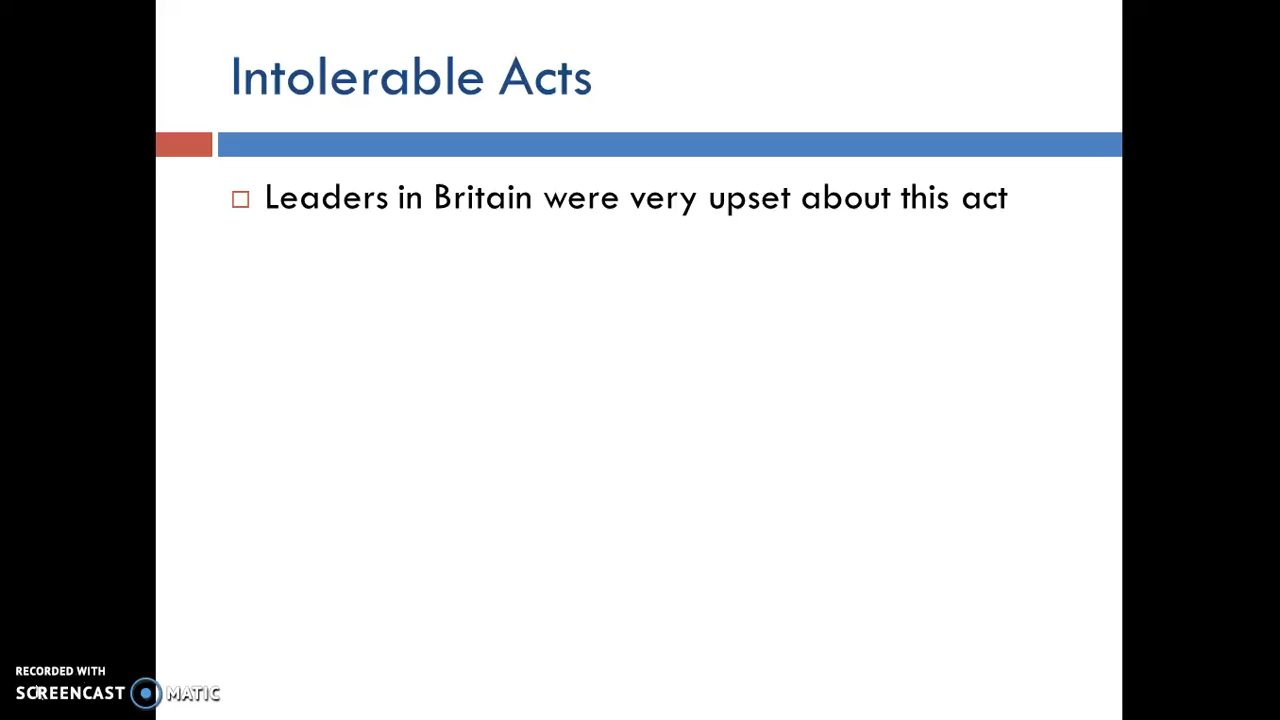 Intolerable Acts
Leaders in Britain were very upset about this act
RECORDED WITH
SCREENCAST MATIC